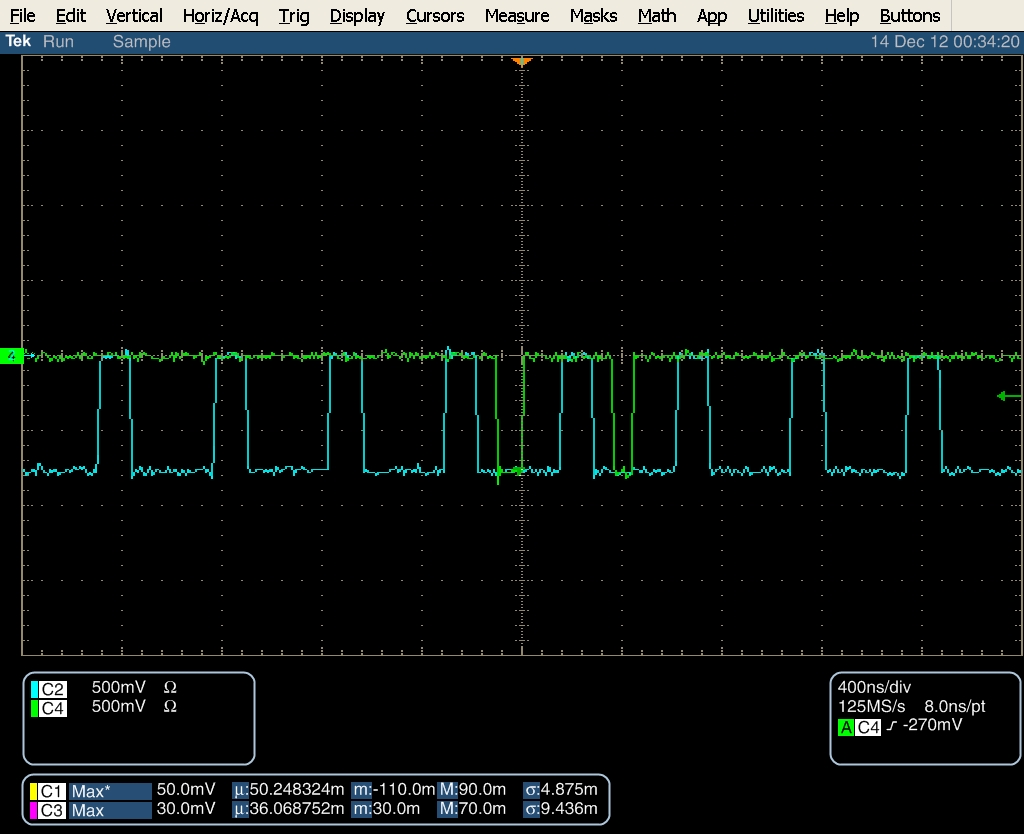 File Edit Vertical Horiz/Acq Trig Display Cursors Measure Masks Math App Utilities Help Buttons
Tek Run Sample 14 Dec 12 00:34:20
4
C2 500mV Ω
C4 500mV Ω
400ns/div
125MS/s 8.0ns/pt
A C4 -270mV
C1 Max* 50.0mV μ:50.248324m m:-110.0m M:90.0m σ:4.875m
C3 Max 30.0mV μ:36.068752m m:30.0m M:70.0m σ:9.436m